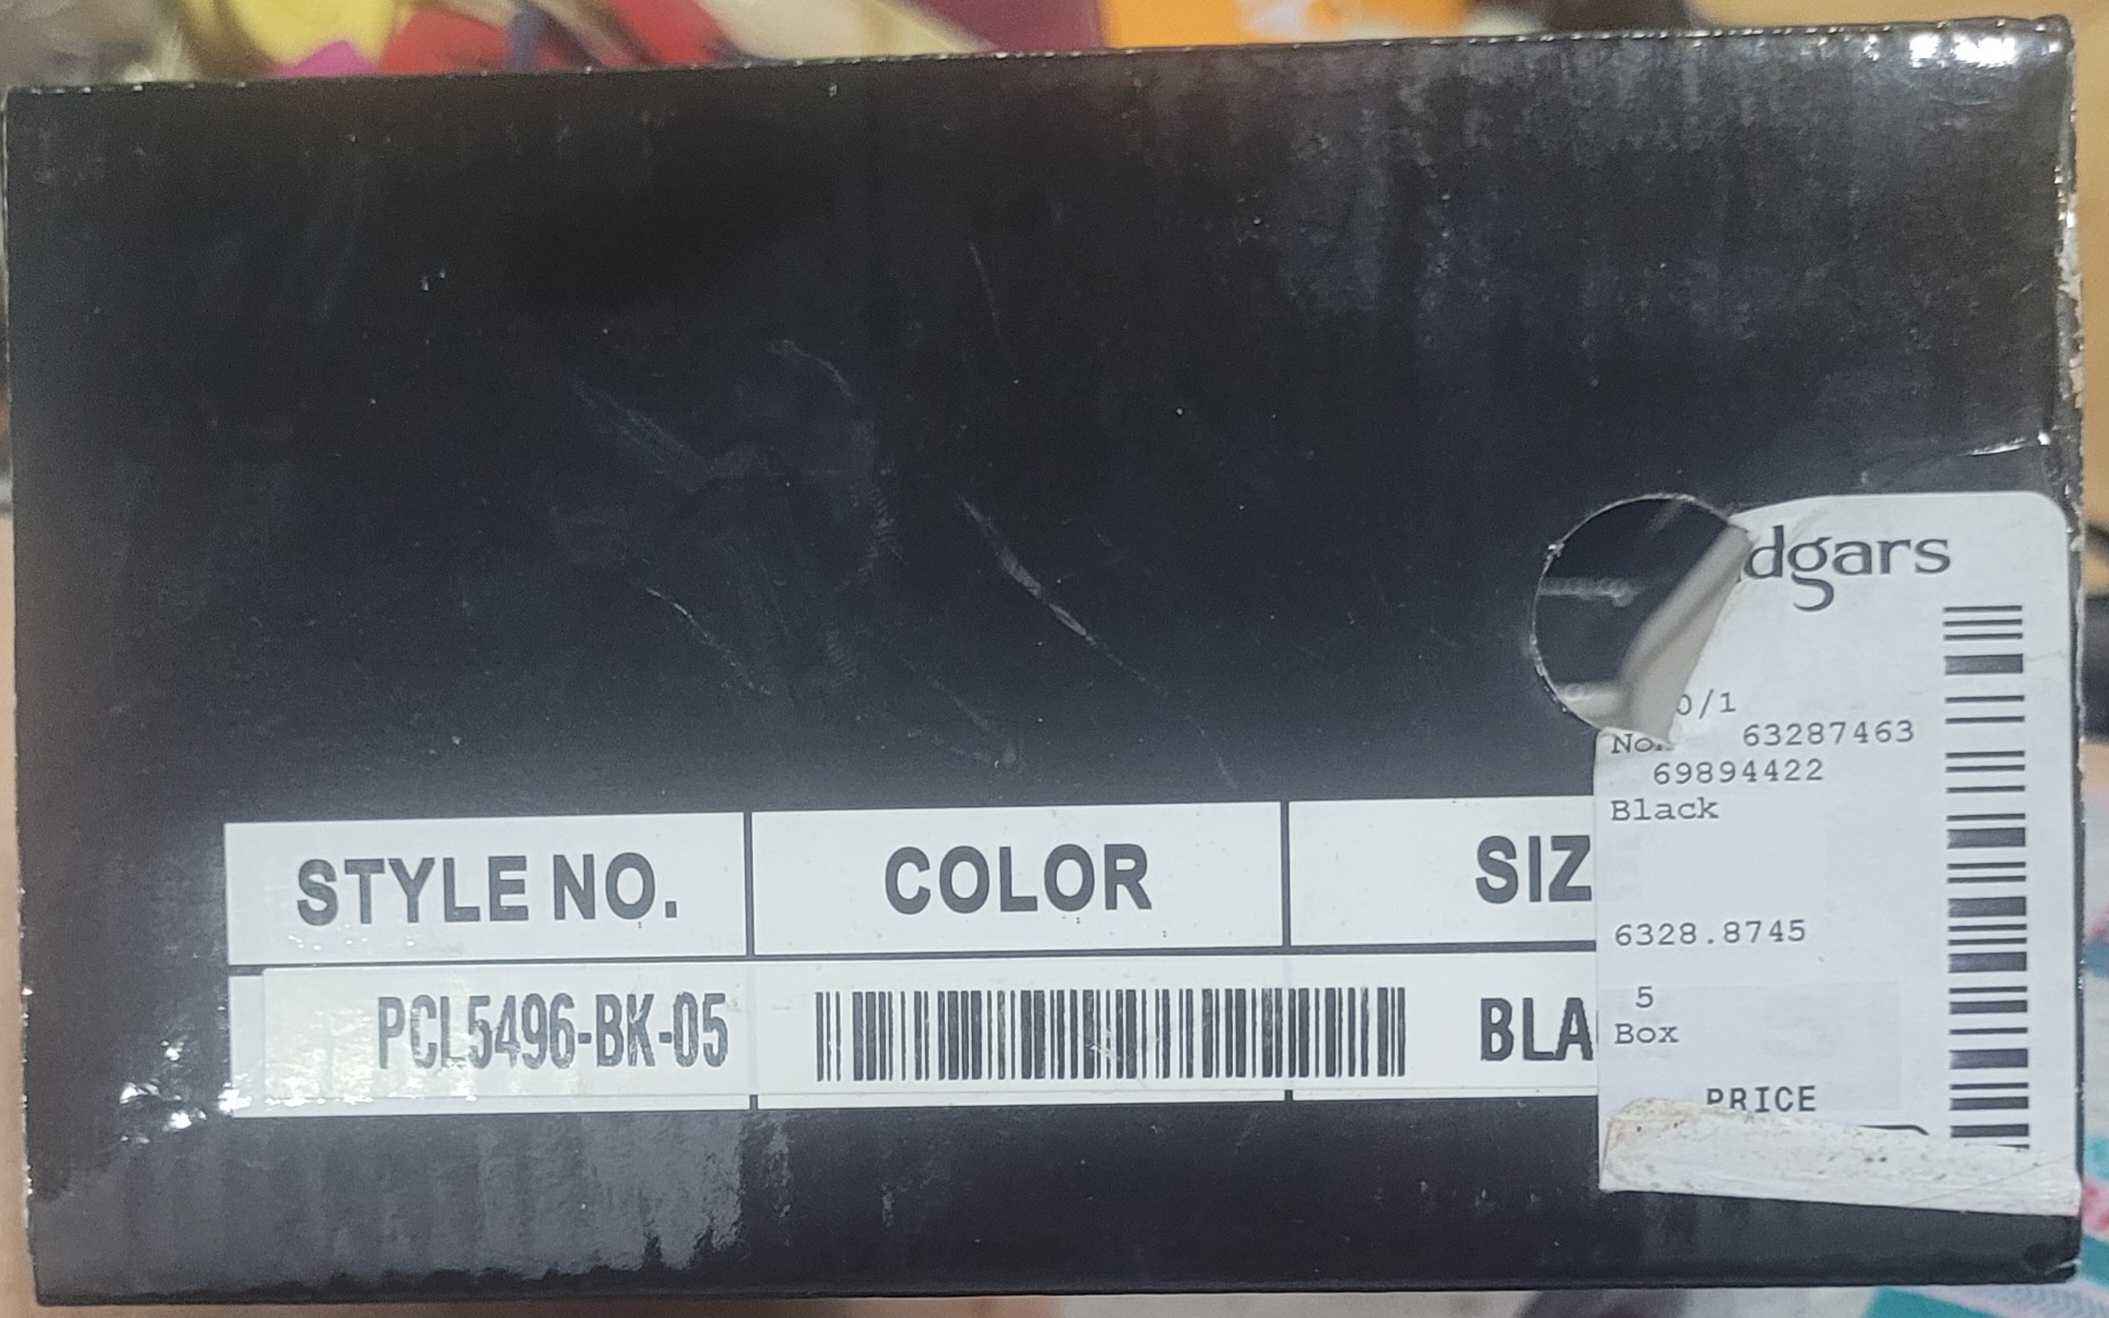 dgars
0/1
63287463
69894422
Black
STYLE NO. COLOR SIZ
6328.8745
PCL5496-BK-05 BLA
5
Box
PRICE